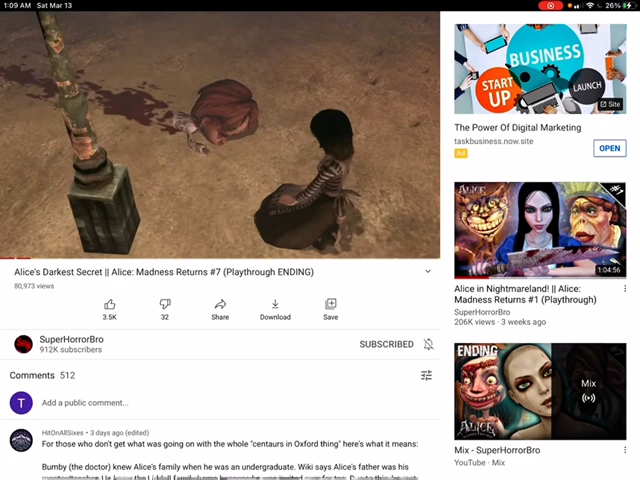 1:09 AM Sat Mar 13
26%
Alice's Darkest Secret || Alice: Madness Returns #7 (Playthrough ENDING)
80,973 views
3.5K
32
Share
Download
Save
SuperHorrorBro
912K subscribers
SUBSCRIBED
Comments 512
T
Add a public comment...
HitOnAllSixes • 3 days ago (edited)
For those who don't get what was going on with the whole "centaurs in Oxford thing" here's what it means:
Bumby (the doctor) knew Alice's family when he was an undergraduate. Wiki says Alice's father was his
BUSINESS
START UP
LAUNCH
Site
The Power Of Digital Marketing
taskbusiness.now.site
Ad
OPEN
ALICE
#1
1:04:56
Alice in Nightmareland! || Alice:
Madness Returns #1 (Playthrough)
SuperHorrorBro
206K views · 3 weeks ago
ENDING
ALICE
Mix
Mix - SuperHorrorBro
YouTube · Mix